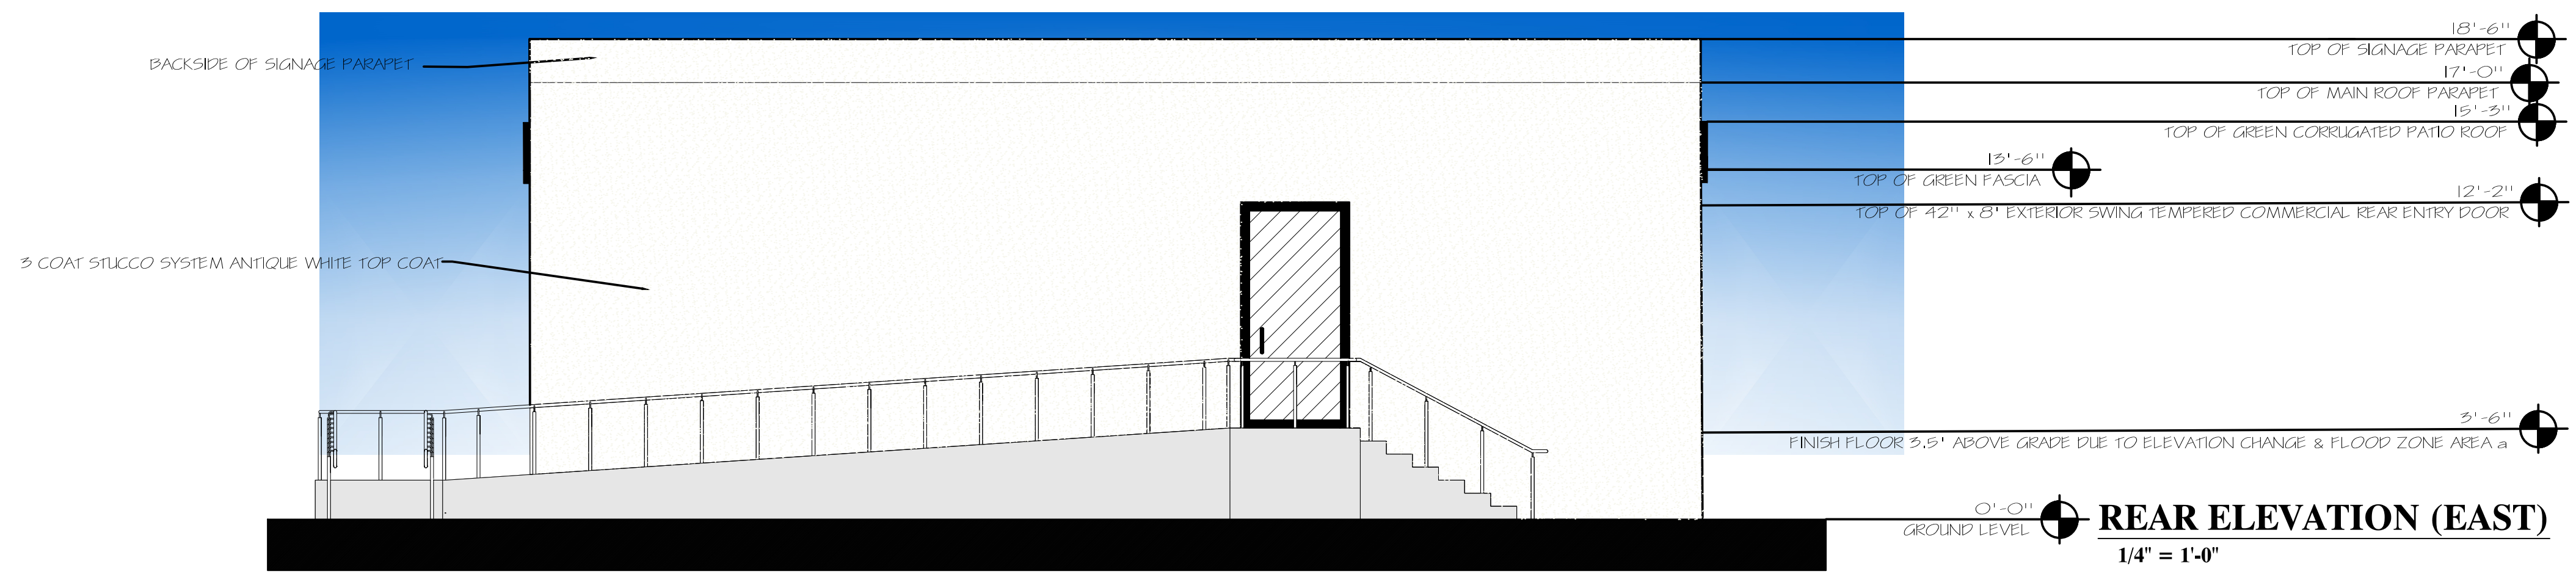 18'-6"
TOP OF SIGNAGE PARAPET
BACKSIDE OF SIGNAGE PARAPET
17'-0"
TOP OF MAIN ROOF PARAPET
15'-3"
TOP OF GREEN CORRUGATED PATIO ROOF
13'-6"
TOP OF GREEN FASCIA
12'-2"
TOP OF 42" x 8' EXTERIOR SWING TEMPERED COMMERCIAL REAR ENTRY DOOR
3 COAT STUCCO SYSTEM ANTIQUE WHITE TOP COAT
3'-6"
FINISH FLOOR 3.5' ABOVE GRADE DUE TO ELEVATION CHANGE & FLOOD ZONE AREA a
0'-0"
GROUND LEVEL
REAR ELEVATION (EAST)
1/4" = 1'-0"